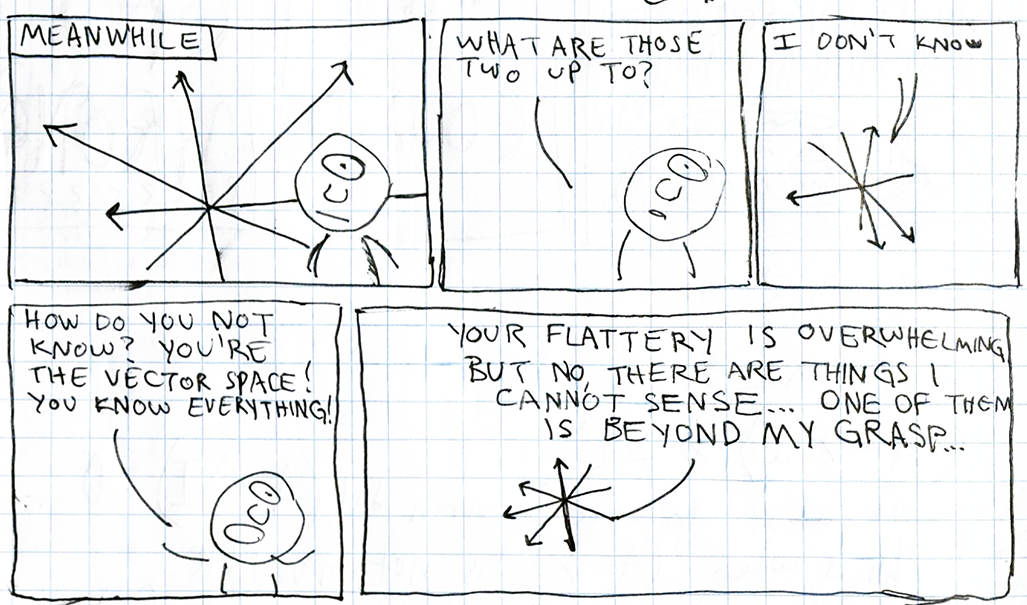 MEANWHILE
WHAT ARE THOSE
TWO UP TO?
I DON'T KNOW
HOW DO YOU NOT
KNOW? YOU'RE
THE VECTOR SPACE!
YOU KNOW EVERYTHING!
YOUR FLATTERY IS OVERWHELMING
BUT NO, THERE ARE THINGS I
CANNOT SENSE... ONE OF THEM
IS BEYOND MY GRASP...